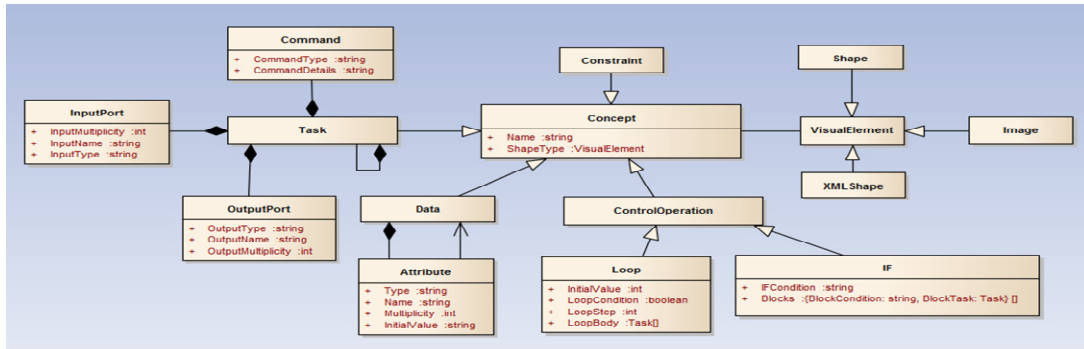 Command
+ CommandType :string
+ CommandDetails :string
Constraint
Shape
InputPort
+ InputMultiplicity :int
+ InputName :string
+ InputType :string
Task
Concept
+ Name :string
+ ShapeType :VisualElement
VisualElement
Image
XMLShape
OutputPort
+ OutputType :string
+ OutputName :string
+ OutputMultiplicity :int
Data
ControlOperation
Attribute
+ Type :string
+ Name :string
+ Multiplicity :int
+ InitialValue :string
Loop
+ InitialValue :int
+ LoopCondition :boolean
+ LoopStep :int
+ LoopBody :Task[]
IF
+ IFCondition :string
+ Blocks :{BlockCondition: string, BlockTask: Task} []